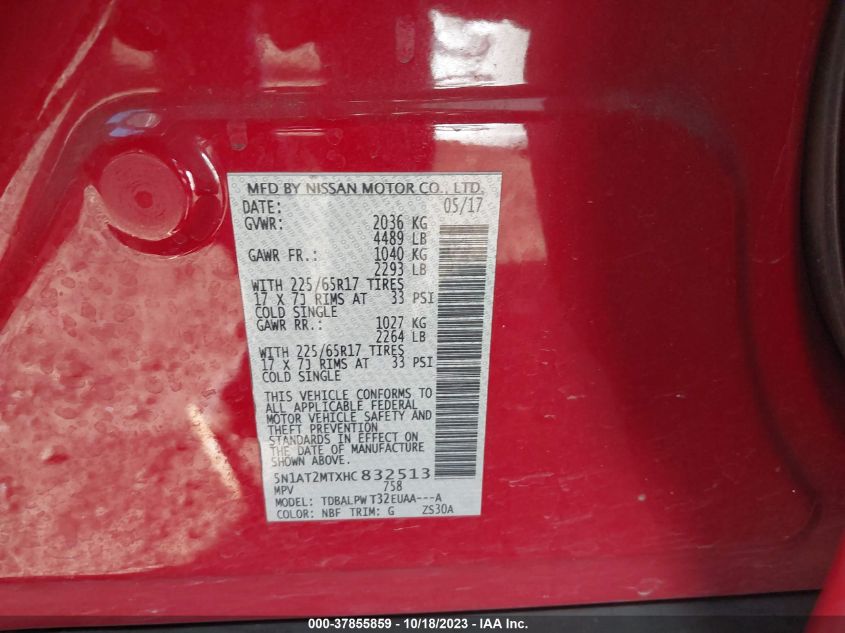 MFD BY NISSAN MOTOR CO., LTD.
DATE: 05/17
GVWR: 2036 KG
4489 LB
GAWR FR.: 1040 KG
2293 LB
WITH 225/65R17 TIRES
17 X 7J RIMS AT 33 PSI
COLD SINGLE
GAWR RR.: 1027 KG
2264 LB
WITH 225/65R17 TIRES
17 X 7J RIMS AT 33 PSI
COLD SINGLE
THIS VEHICLE CONFORMS TO
ALL APPLICABLE FEDERAL
MOTOR VEHICLE SAFETY AND
THEFT PREVENTION
STANDARDS IN EFFECT ON
THE DATE OF MANUFACTURE
SHOWN ABOVE.
5N1AT2MTXHC832513
MPV 758
MODEL: TDBALPW T32EUAA---A
COLOR: NBF TRIM: G ZS30A
000-37855859 - 10/18/2023 - IAA Inc.